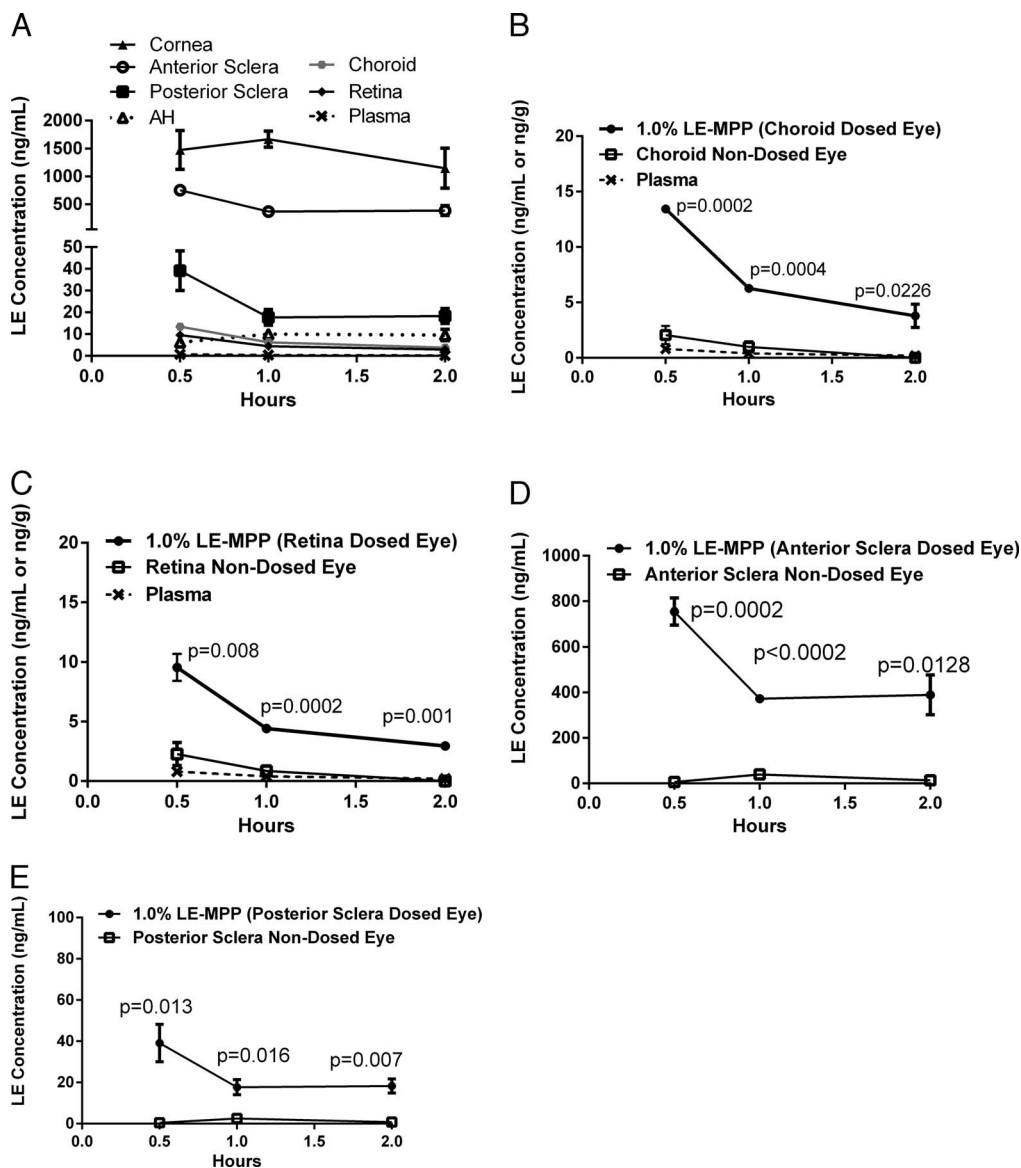 A
Cornea
Anterior Sclera
Posterior Sclera
AH
Choroid
Retina
Plasma
LE Concentration (ng/mL)
2000
1500
1000
500
50
40
30
20
10
0
0.0 0.5 1.0 1.5 2.0
Hours
B
1.0% LE-MPP (Choroid Dosed Eye)
Choroid Non-Dosed Eye
Plasma
LE Concentration (ng/mL or ng/g)
20
15
10
5
0
p=0.0002
p=0.0004
p=0.0226
0.0 0.5 1.0 1.5 2.0
Hours
C
1.0% LE-MPP (Retina Dosed Eye)
Retina Non-Dosed Eye
Plasma
LE Concentration (ng/mL or ng/g)
20
15
10
5
0
p=0.008
p=0.0002
p=0.001
0.0 0.5 1.0 1.5 2.0
Hours
D
1.0% LE-MPP (Anterior Sclera Dosed Eye)
Anterior Sclera Non-Dosed Eye
LE Concentration (ng/mL)
1000
800
600
400
200
0
p=0.0002
p<0.0002
p=0.0128
0.0 0.5 1.0 1.5 2.0
Hours
E
1.0% LE-MPP (Posterior Sclera Dosed Eye)
Posterior Sclera Non-Dosed Eye
LE Concentration (ng/mL)
100
80
60
40
20
0
p=0.013
p=0.016
p=0.007
0.0 0.5 1.0 1.5 2.0
Hours